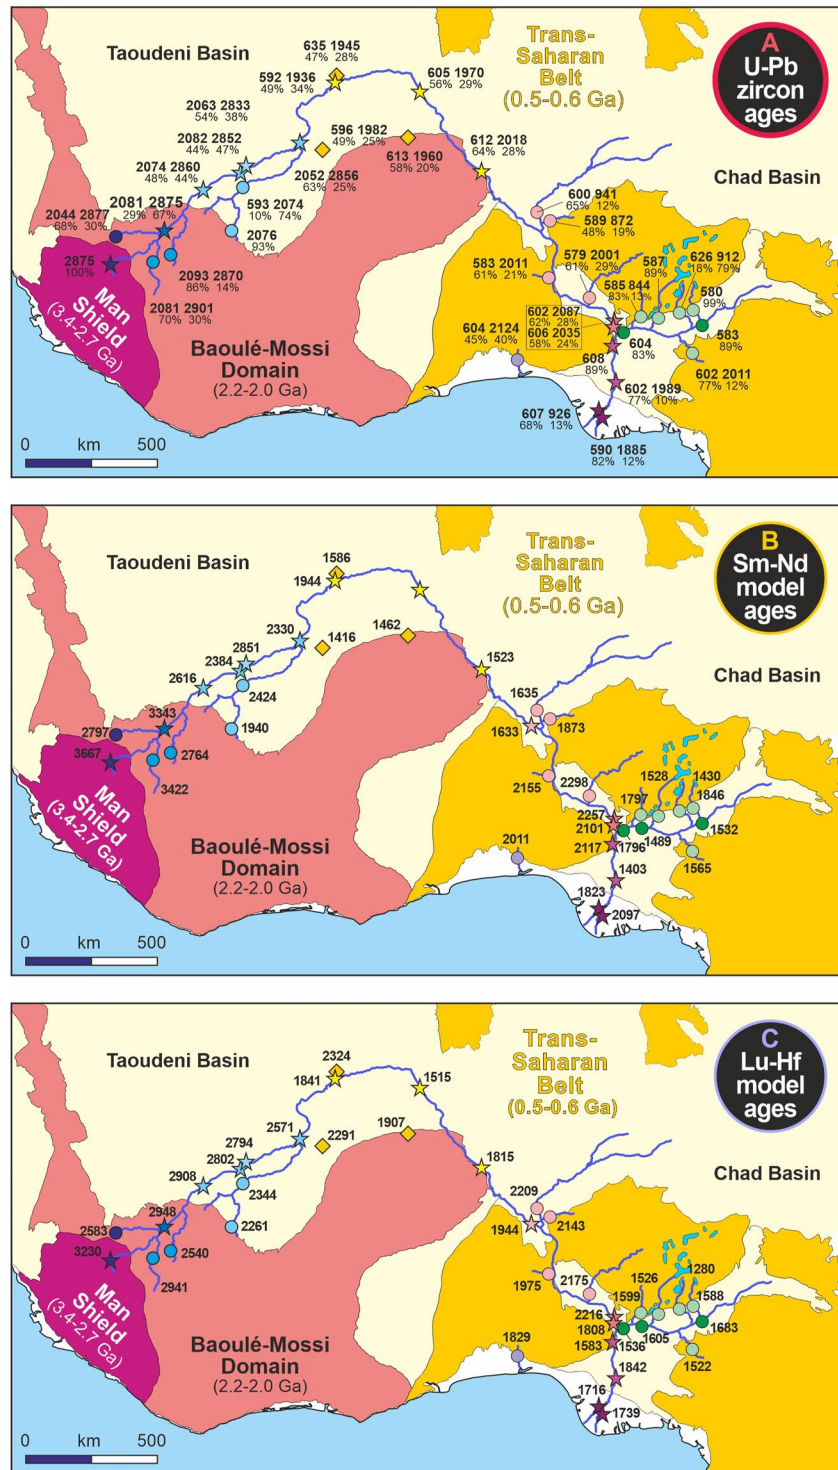 Taoudeni Basin
635 1945
47% 28%
592 1936
49% 34%
Trans-
Saharan
Belt
(0.5-0.6 Ga)
A
U-Pb
zircon
ages
605 1970
56% 29%
2063 2833
54% 38%
2082 2852
44% 47%
596 1982
49% 25%
613 1960
58% 20%
612 2018
64% 28%
2074 2860
48% 44%
2052 2856
63% 25%
Chad Basin
2081 2875
29% 67%
593 2074
10% 74%
600 941
65% 12%
2044 2877
68% 30%
589 872
48% 19%
2076
93%
2875
100%
2093 2870
86% 14%
583 2011
61% 21%
579 2001
61% 29%
587
89%
626 912
18% 79%
585 844
83% 13%
580
99%
2081 2901
70% 30%
Man
Shield
(3.4-2.7 Ga)
602 2087
62% 28%
606 2035
58% 24%
604 2124
45% 40%
604
83%
583
89%
Baoulé-Mossi
Domain
(2.2-2.0 Ga)
608
89%
602 2011
77% 12%
602 1989
77% 10%
607 926
68% 13%
590 1885
82% 12%
0 km 500
Taoudeni Basin
1586
1944
Trans-
Saharan
Belt
(0.5-0.6 Ga)
B
Sm-Nd
model
ages
2330
1462
1416
2851
2384
2616
2424
1523
Chad Basin
1635
3343
1940
1633
1873
2797
3667
2764
3422
2155
2298
1528
1430
1797
1846
Man
Shield
(3.4-2.7 Ga)
2257
2101
1532
2117
1796
1489
2011
1565
Baoulé-Mossi
Domain
(2.2-2.0 Ga)
1403
1823
2097
0 km 500
Taoudeni Basin
2324
1841
1515
Trans-
Saharan
Belt
(0.5-0.6 Ga)
C
Lu-Hf
model
ages
2571
1907
2291
2794
2802
2908
2344
1815
Chad Basin
2209
2948
2261
1944
2143
2583
3230
2540
2941
1975
2175
1526
1280
1599
1588
Man
Shield
(3.4-2.7 Ga)
2216
1808
1683
1583
1536
1605
1829
1522
Baoulé-Mossi
Domain
(2.2-2.0 Ga)
1842
1716
1739
0 km 500